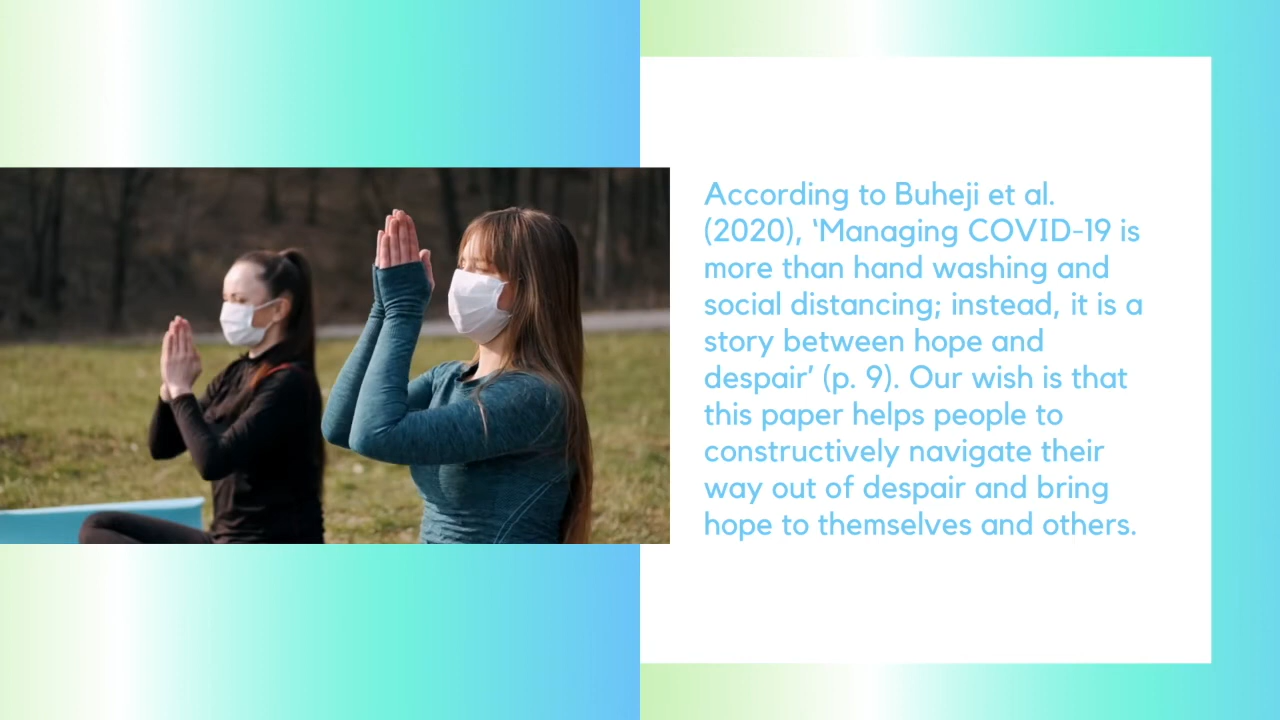 According to Buheji et al.
(2020), ‘Managing COVID-19 is
more than hand washing and
social distancing; instead, it is a
story between hope and
despair’ (p. 9). Our wish is that
this paper helps people to
constructively navigate their
way out of despair and bring
hope to themselves and others.